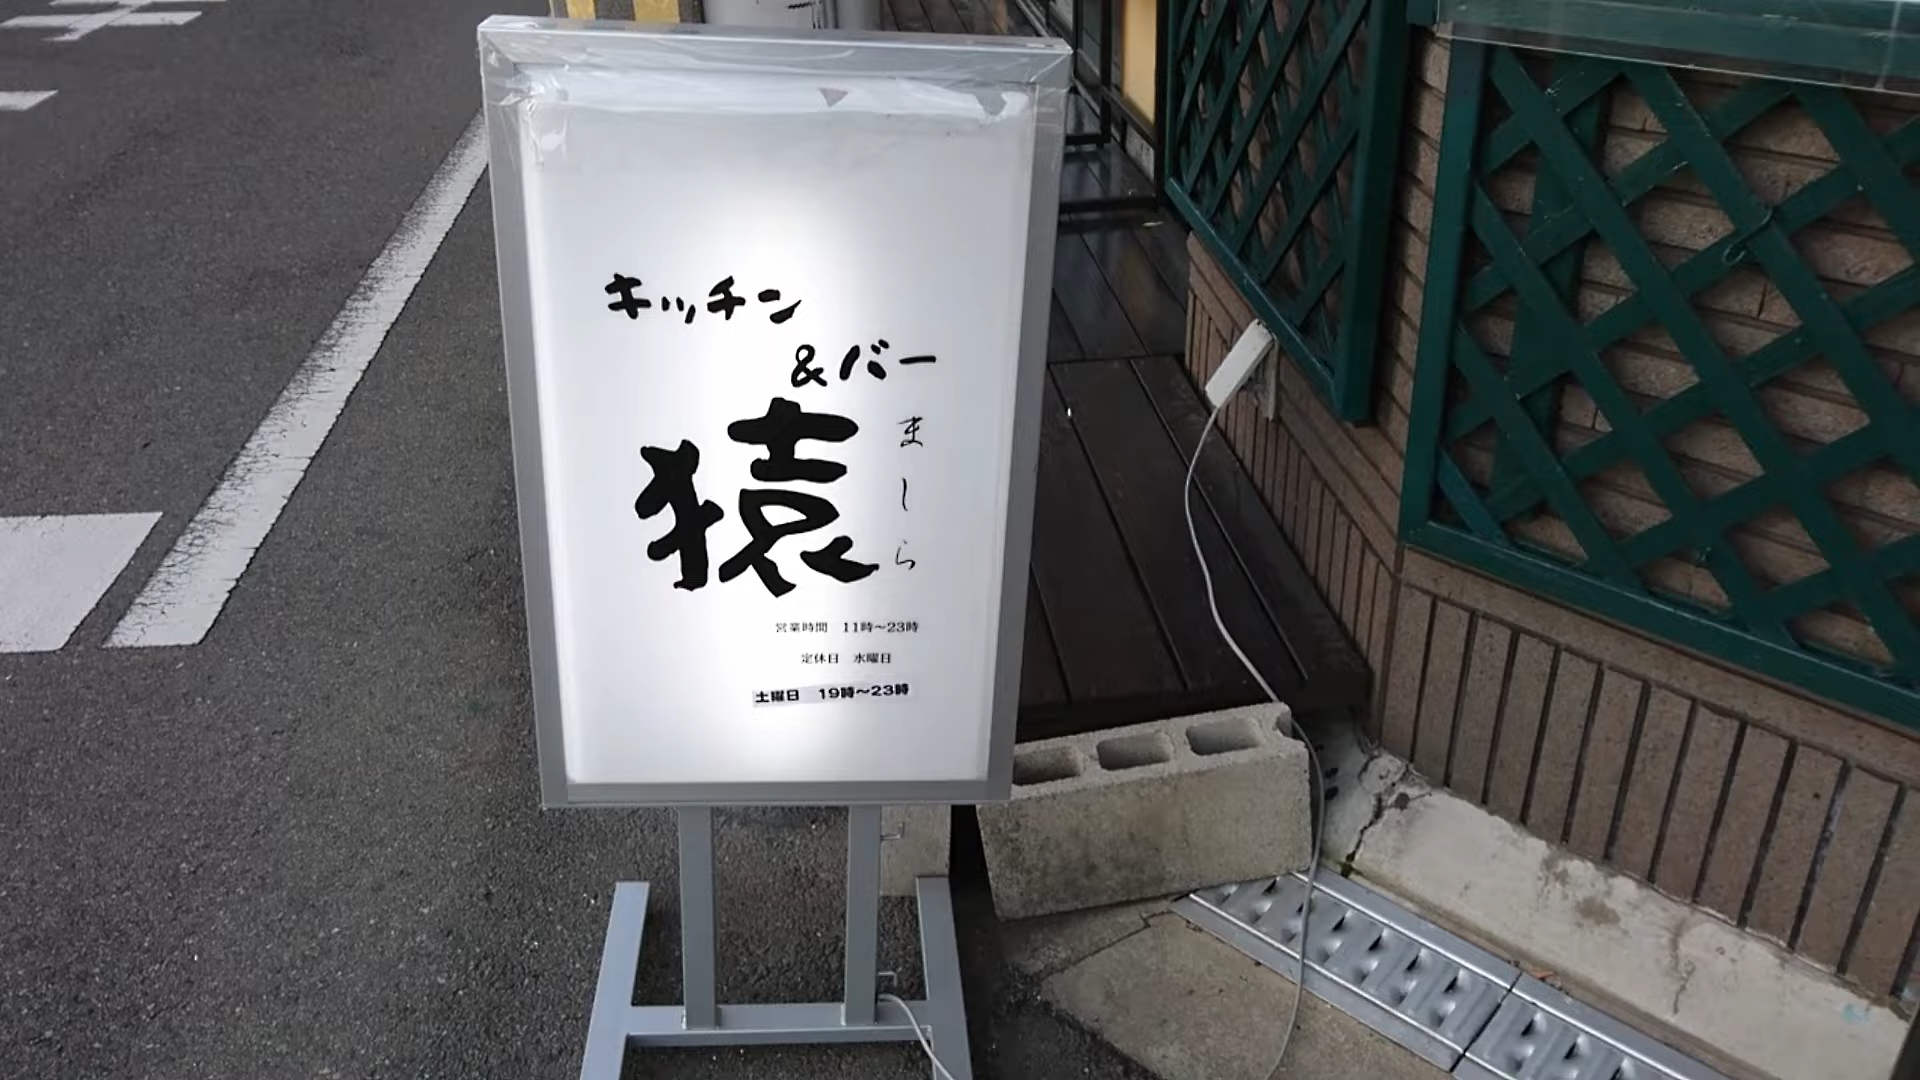 キッチン
&バー
猿
ましら
営業時間 11時～23時
定休日 水曜日
土曜日 19時～23時